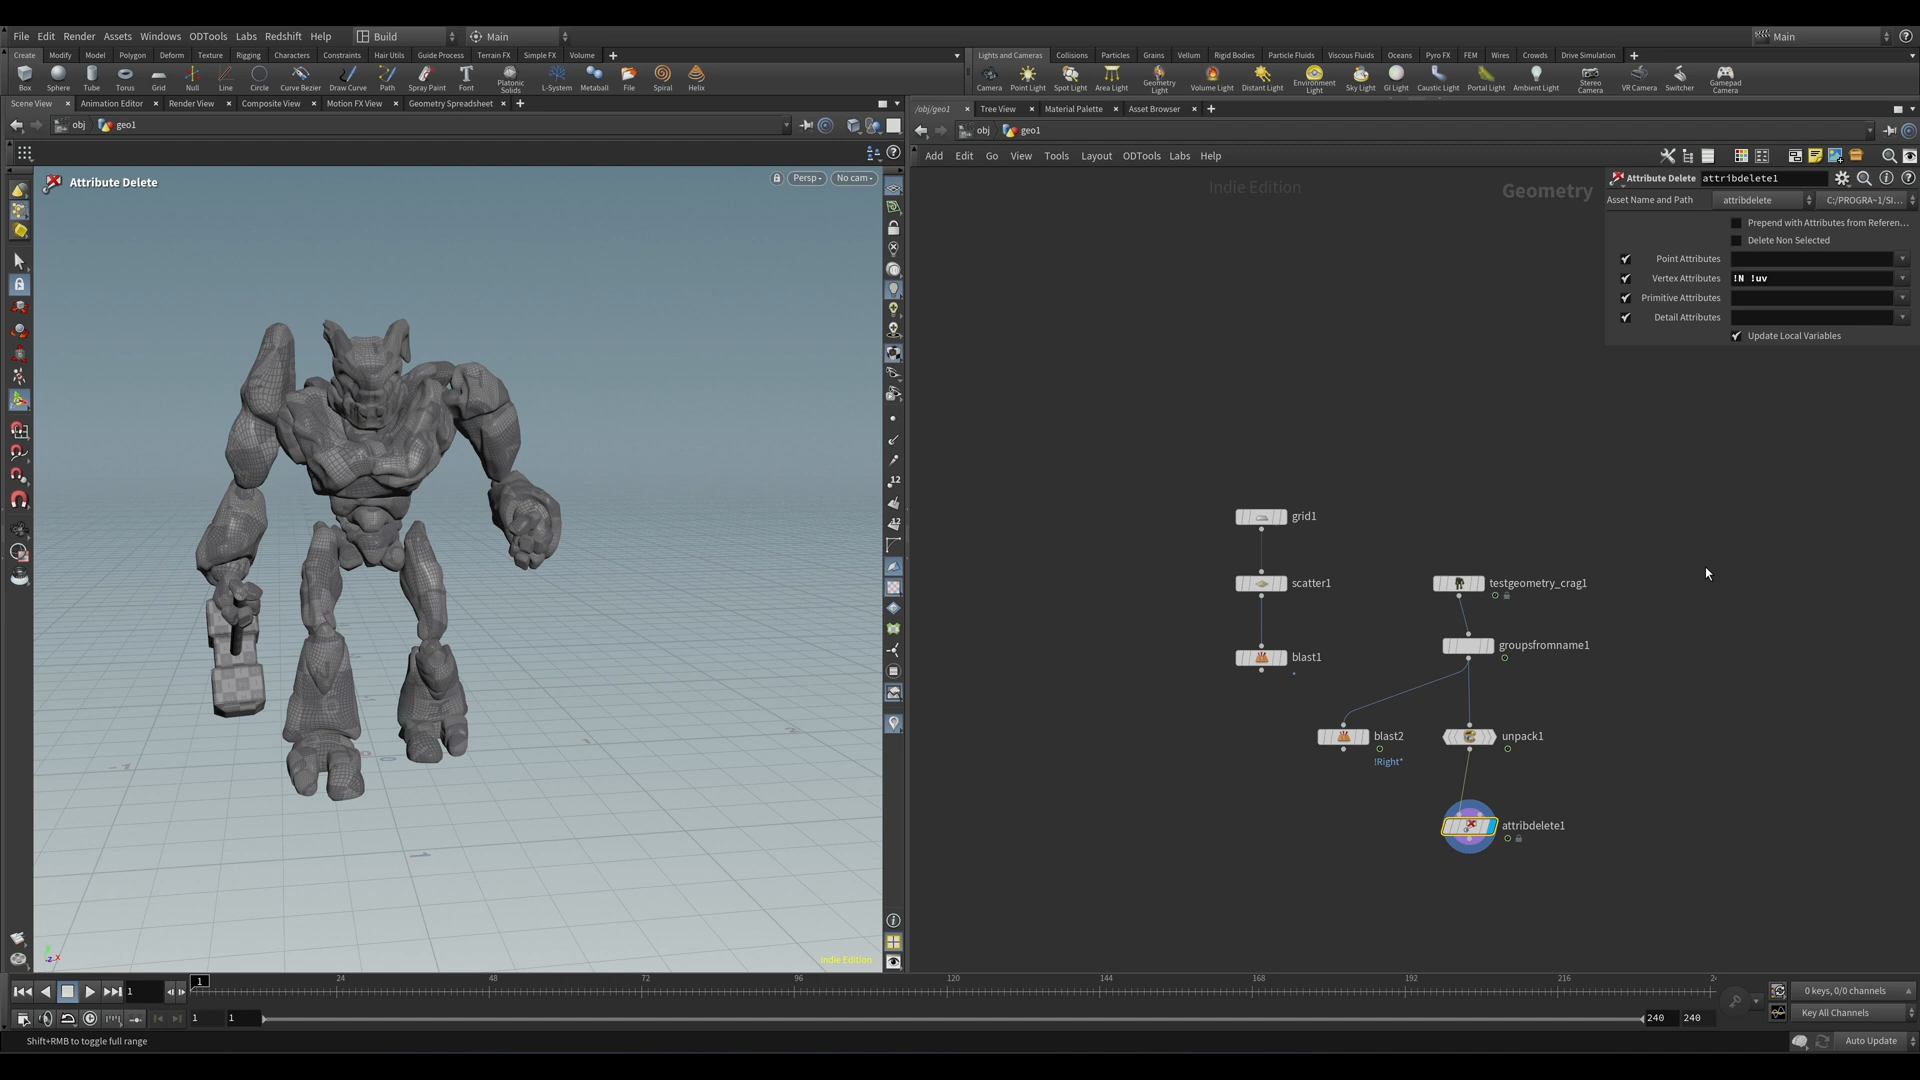 File Edit Render Assets Windows ODTools Labs Redshift Help Build Main Main
Create Modify Model Polygon Deform Texture Rigging Characters Constraints Hair Utils Guide Process Terrain FX Simple FX Volume
Lights and Cameras Collisions Particles Grains Vellum Rigid Bodies Particle Fluids Viscous Fluids Oceans Pyro FX FEM Wires Crowds Drive Simulation
Box Sphere Tube Torus Grid Null Line Circle Curve Bezier Draw Curve Path Spray Paint Font Platonic Solids L-System Metaball File Spiral Helix
Camera Point Light Spot Light Area Light Geometry Light Volume Light Distant Light Environment Light Sky Light GI Light Caustic Light Portal Light Ambient Light Stereo Camera VR Camera Switcher Gamepad Camera
Scene View Animation Editor Render View Composite View Motion FX View Geometry Spreadsheet
/obj/geo1 Tree View Material Palette Asset Browser
obj geo1
obj geo1
Add Edit Go View Tools Layout ODTools Labs Help
Attribute Delete
Persp No cam
Indie Edition
Geometry
Attribute Delete attribdelete1
Asset Name and Path attribdelete C:/PROGRA~1/SI...
Prepend with Attributes from Referen...
Delete Non Selected
Point Attributes
Vertex Attributes !N !uv
Primitive Attributes
Detail Attributes
Update Local Variables
grid1
scatter1
testgeometry_crag1
groupsfromname1
blast1
*
blast2
!Right*
unpack1
attribdelete1
12
12
Indie Edition
1
24 48 72 96 120 144 168 192 216
1
0 keys, 0/0 channels
1 1 240 240
Key All Channels
Shift+RMB to toggle full range
Auto Update